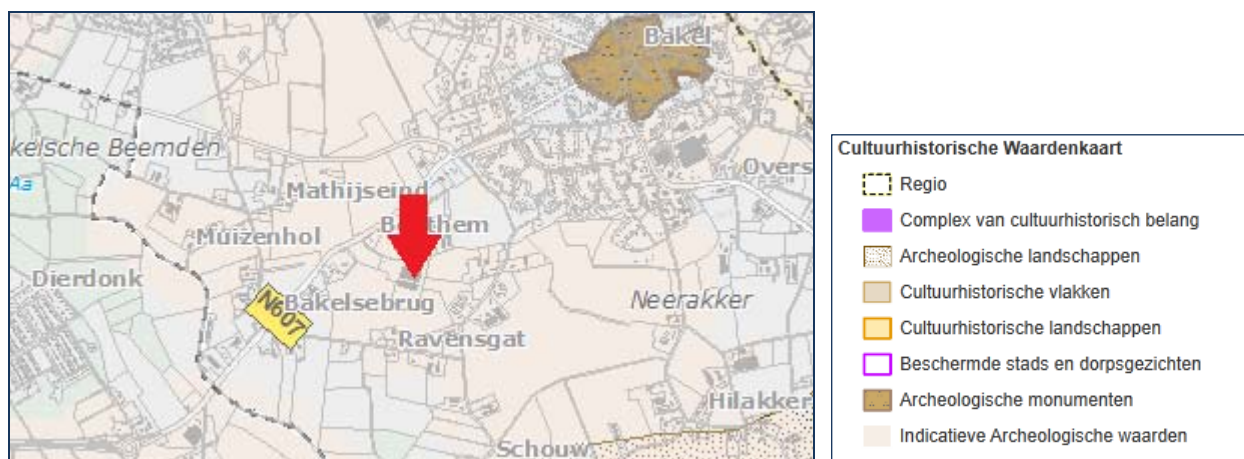 Bakel
kelsche Beemden
Overs
Aa
Mathijseind
Muizenhol
Dierdonk
Bakelsebrug
Neerakker
N607
Ravensgat
Hilakker
Schouw
Cultuurhistorische Waardenkaart
Regio
Complex van cultuurhistorisch belang
Archeologische landschappen
Cultuurhistorische vlakken
Cultuurhistorische landschappen
Beschermde stads en dorpsgezichten
Archeologische monumenten
Indicatieve Archeologische waarden